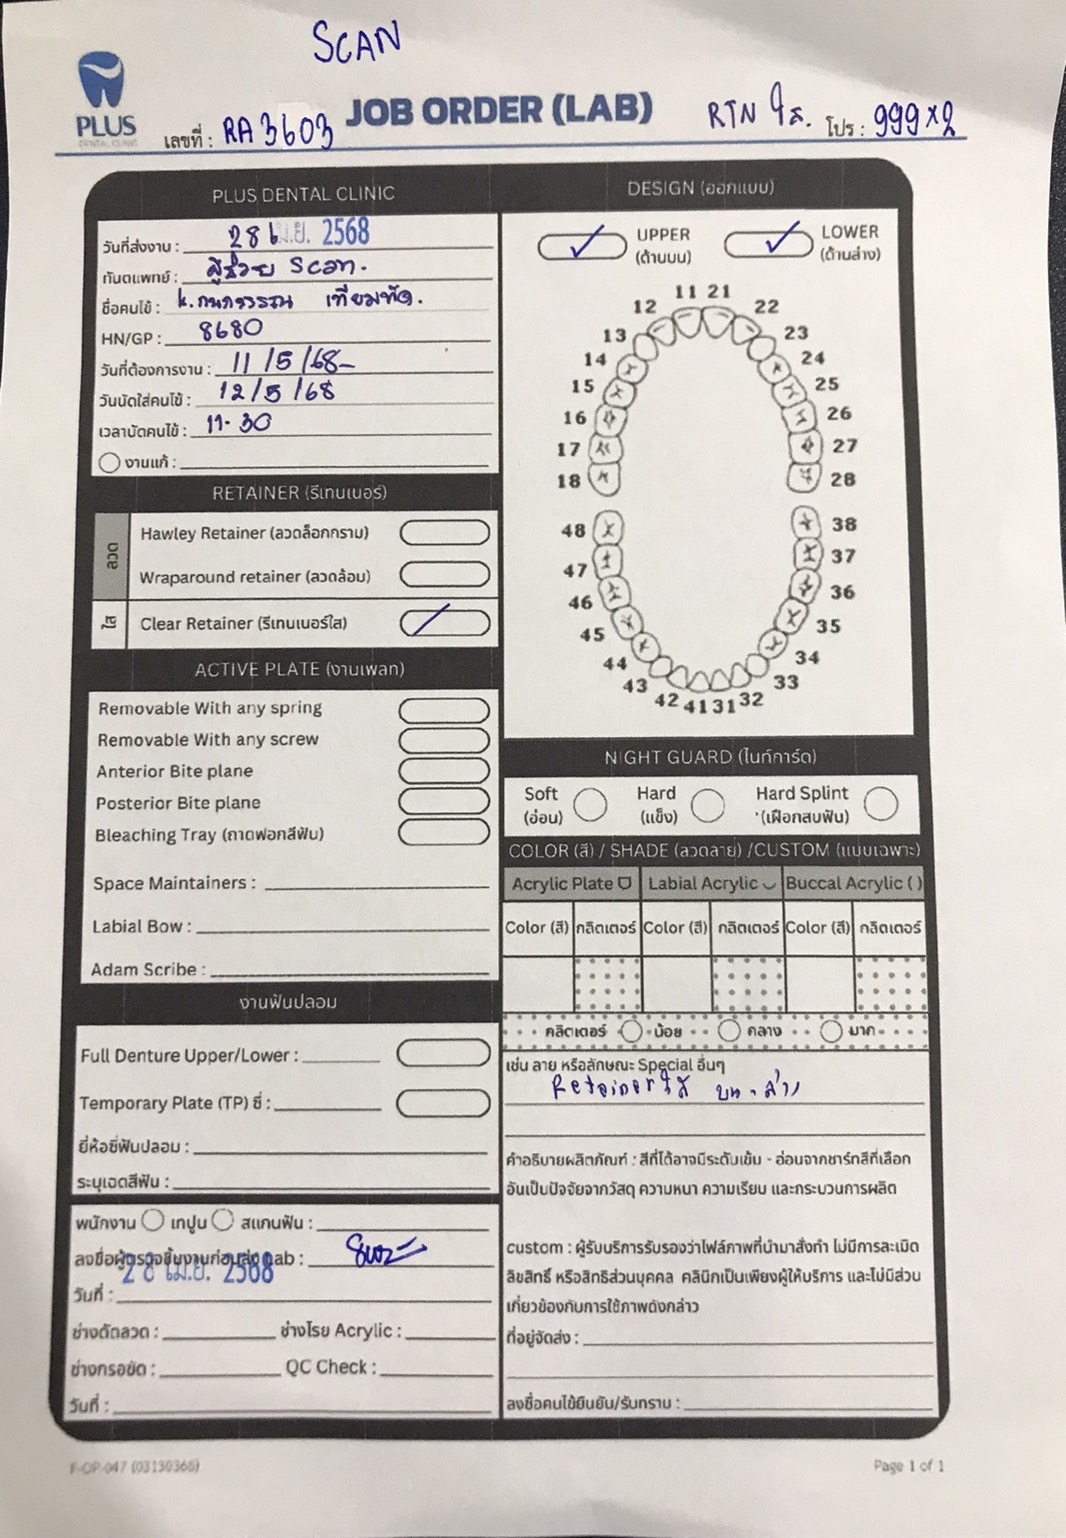 SCAN
PLUS
DENTAL CLINIC
JOB ORDER (LAB)
เลขที่ : RA 3603
RTN ใส.
โปร : 999 x 2
PLUS DENTAL CLINIC
วันที่ส่งงาน : 28 เม.ย. 2568
ทันตแพทย์ : ผู้ช่วย Scan.
ชื่อคนไข้ : k. เทียมทัด.
HN/GP : 8680
วันที่ต้องการงาน : 11 /5 /68
วันนัดใส่คนไข้ : 12/5 /68
เวลานัดคนไข้ : 11.30
งานแก้ :
RETAINER (รีเทนเนอร์)
ลวด
Hawley Retainer (ลวดล็อกกราม)
Wraparound retainer (ลวดล้อม)
ใส
Clear Retainer (รีเทนเนอร์ใส)
ACTIVE PLATE (งานเพลท)
Removable With any spring
Removable With any screw
Anterior Bite plane
Posterior Bite plane
Bleaching Tray (ถาดฟอกสีฟัน)
Space Maintainers :
Labial Bow :
Adam Scribe :
งานฟันปลอม
Full Denture Upper/Lower :
Temporary Plate (TP) ซี่ :
ยี่ห้อซี่ฟันปลอม :
ระบุเฉดสีฟัน :
พนักงาน เทปูน สแกนฟัน :
ลงชื่อผู้ตรวจชิ้นงานก่อนส่ง Lab :
28 เม.ย. 2568
วันที่ :
ช่างดัดลวด : ช่างโรย Acrylic :
ช่างกรอขัด : QC Check :
วันที่ :
DESIGN (ออกแบบ)
UPPER
(ด้านบน)
LOWER
(ด้านล่าง)
11 21
12 22
13 23
14 24
15 25
16 26
17 27
18 28
48 38
47 37
46 36
45 35
44 34
43 33
42 41 31 32
NIGHT GUARD (ไนท์การ์ด)
Soft
(อ่อน)
Hard
(แข็ง)
Hard Splint
(เฝือกสบฟัน)
COLOR (สี) / SHADE (ลวดลาย) /CUSTOM (แบบเฉพาะ)
Acrylic Plate Labial Acrylic Buccal Acrylic ( )
Color (สี) กลิตเตอร์ Color (สี) กลิตเตอร์ Color (สี) กลิตเตอร์
กลิตเตอร์ น้อย กลาง มาก
เช่น ลาย หรือลักษณะ Special อื่นๆ
Retainer ใส บน - ล่าง
คำอธิบายผลิตภัณฑ์ : สีที่ได้อาจมีระดับเข้ม - อ่อนจากชาร์ทสีที่เลือก
อันเป็นปัจจัยจากวัสดุ ความหนา ความเรียบ และกระบวนการผลิต
custom : ผู้รับบริการรับรองว่าไฟล์ภาพที่นำมาสั่งทำ ไม่มีการละเมิด
ลิขสิทธิ์ หรือสิทธิส่วนบุคคล คลินิกเป็นเพียงผู้ให้บริการ และไม่มีส่วน
เกี่ยวข้องกับการใช้ภาพดังกล่าว
ที่อยู่จัดส่ง :
ลงชื่อคนไข้ยืนยัน/รับทราบ :
F-OP-047 (03130366)
Page 1 of 1